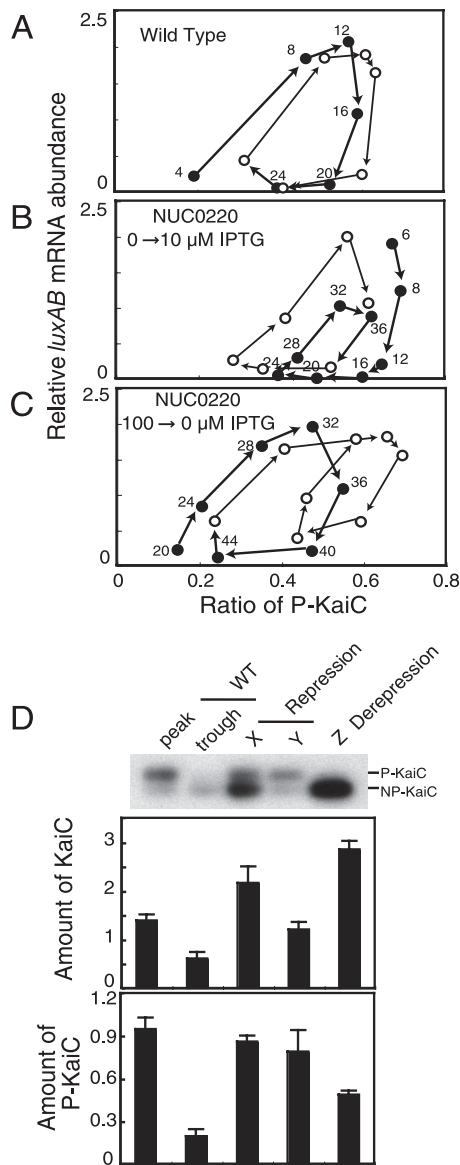 A
2.5
Wild Type
12
8
16
4
24
20
0
B
2.5
NUC0220
0 → 10 µM IPTG
6
8
32
36
28
24
20
16
12
0
C
2.5
NUC0220
100 → 0 µM IPTG
32
28
36
24
20
44
40
0
0
0.2
0.4
0.6
0.8
Ratio of P-KaiC
Relative luxAB mRNA abundance
D
WT
Repression
Derepression
peak
trough
X
Y
Z
P-KaiC
NP-KaiC
3
2
1
0
Amount of KaiC
1.2
0.9
0.6
0.3
0
Amount of
P-KaiC